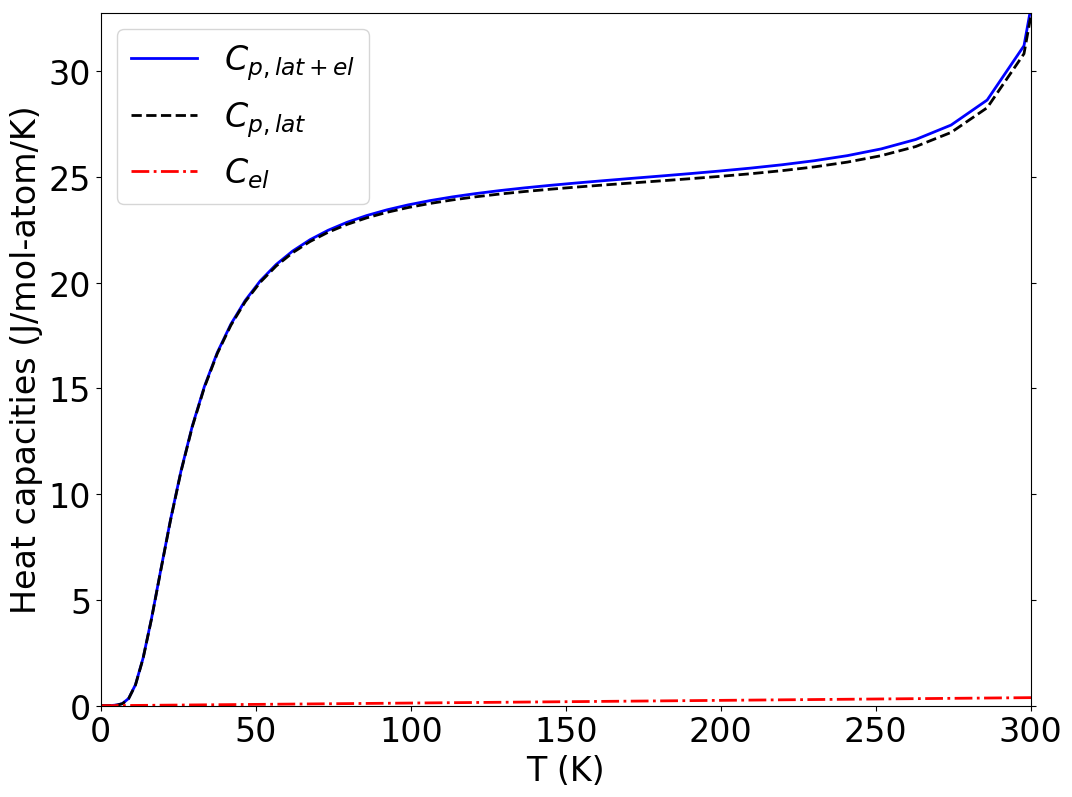 Heat capacities (J/mol-atom/K)
30
25
20
15
10
5
0
C_{p, lat+el}
C_{p, lat}
C_{el}
0 50 100 150 200 250 300
T (K)